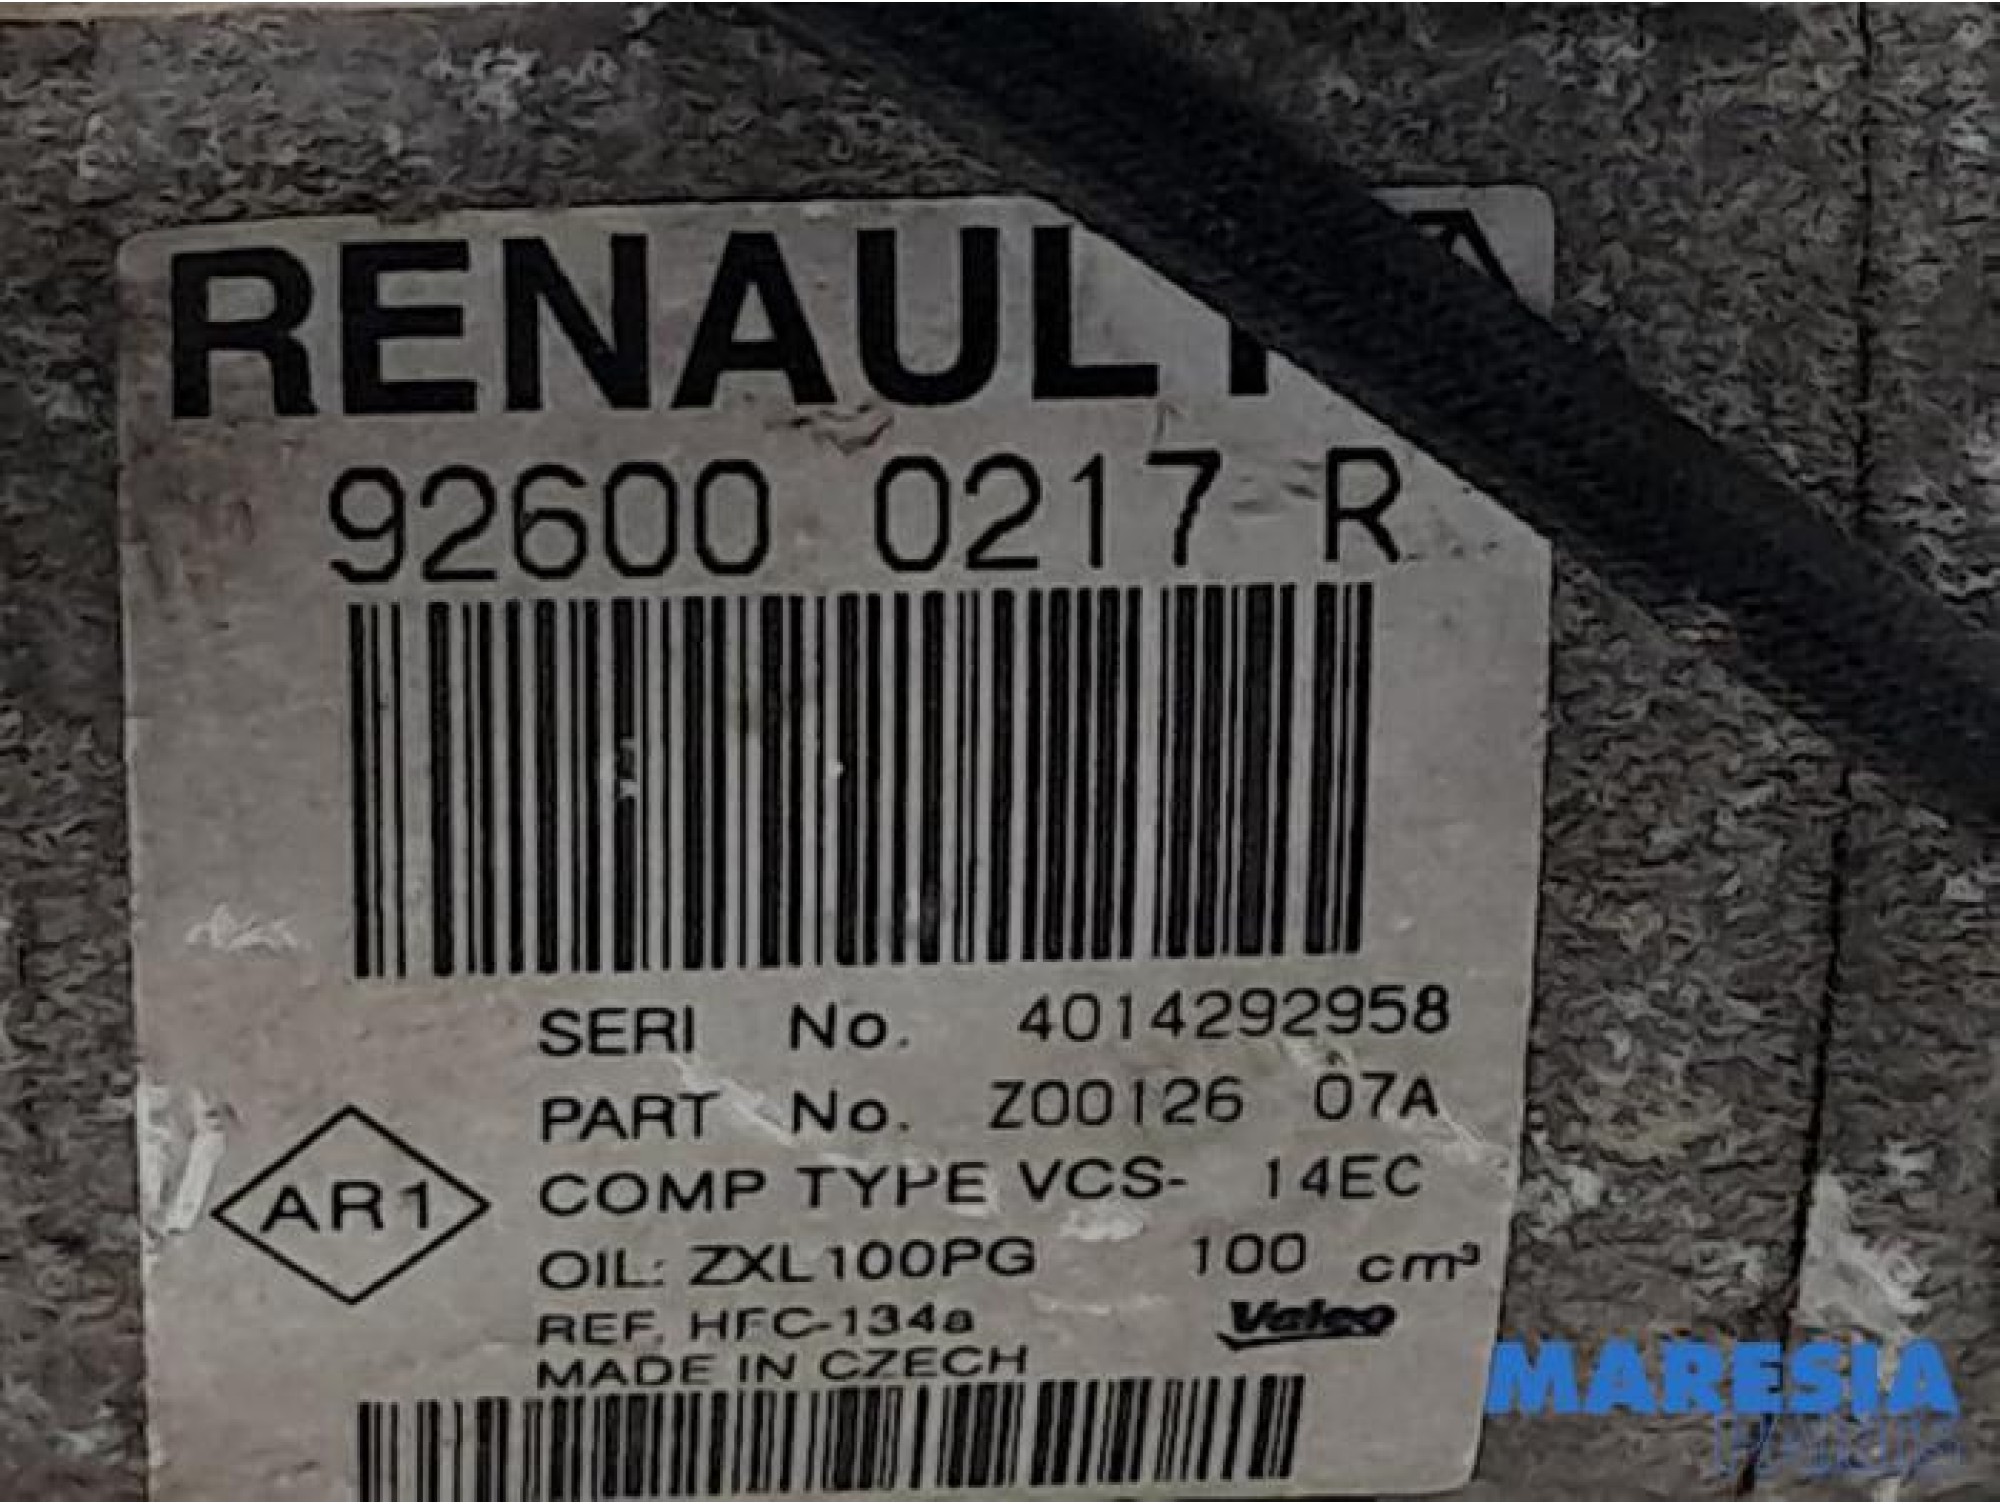 RENAULT
92600 0217 R
SERI No. 4014292958
PART No. Z00126 07A
AR1
COMP TYPE VCS- 14EC
OIL: ZXL100PG 100 cm³
REF. HFC-134a
Valeo
MADE IN CZECH
MARESIA